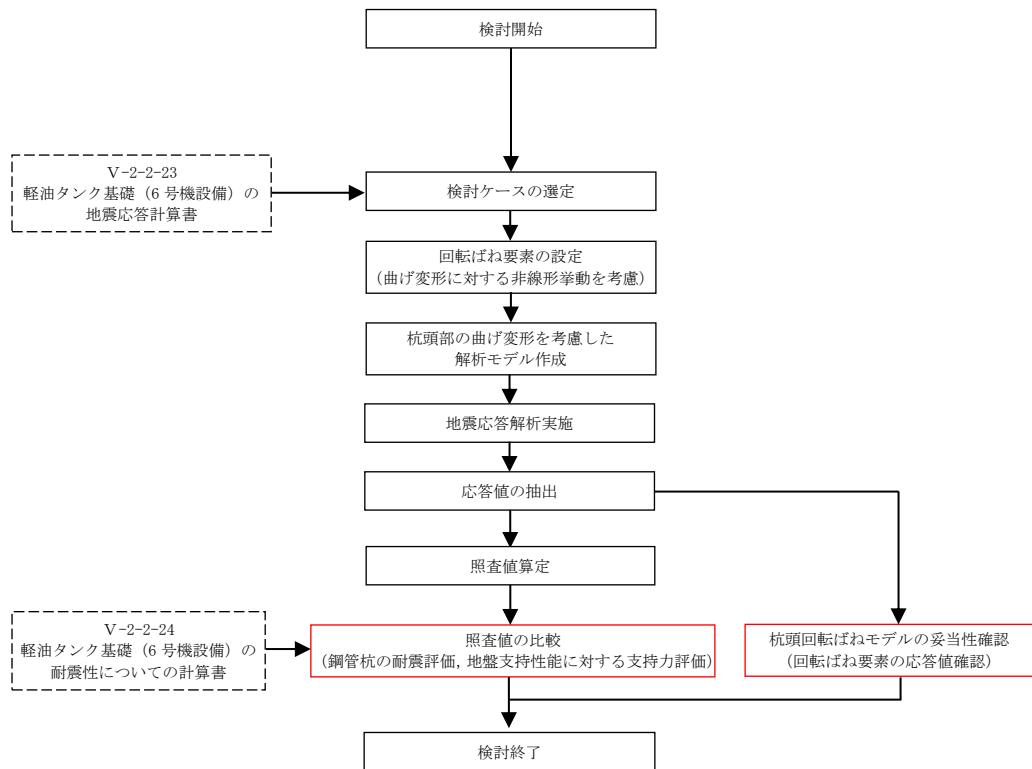 検討開始
Ⅴ-2-2-23
軽油タンク基礎（6 号機設備）の
地震応答計算書
検討ケースの選定
回転ばね要素の設定
（曲げ変形に対する非線形挙動を考慮）
杭頭部の曲げ変形を考慮した
解析モデル作成
地震応答解析実施
応答値の抽出
照査値算定
Ⅴ-2-2-24
軽油タンク基礎（6 号機設備）の
耐震性についての計算書
照査値の比較
（鋼管杭の耐震評価，地盤支持性能に対する支持力評価）
杭頭回転ばねモデルの妥当性確認
（回転ばね要素の応答値確認）
検討終了